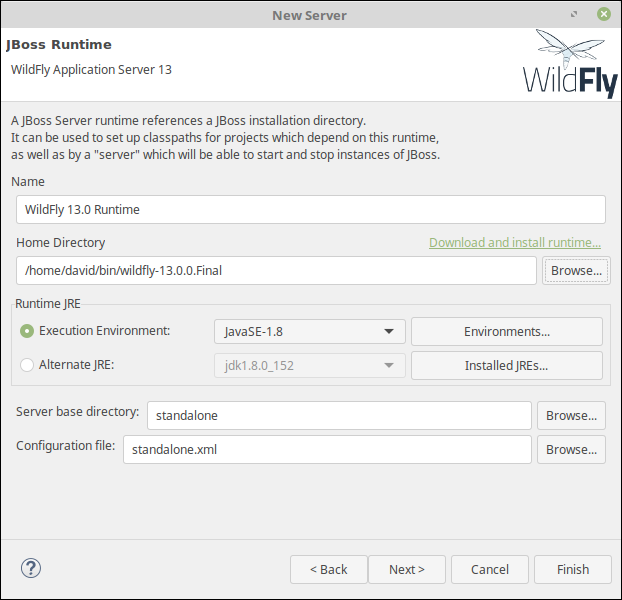 New Server
JBoss Runtime
WildFly Application Server 13
WildFly
A JBoss Server runtime references a JBoss installation directory.
It can be used to set up classpaths for projects which depend on this runtime,
as well as by a "server" which will be able to start and stop instances of JBoss.
Name
WildFly 13.0 Runtime
Home Directory
Download and install runtime...
/home/david/bin/wildfly-13.0.0.Final
Browse...
Runtime JRE
Execution Environment:
JavaSE-1.8
Environments...
Alternate JRE:
jdk1.8.0_152
Installed JREs...
Server base directory:
standalone
Browse...
Configuration file:
standalone.xml
Browse...
?
< Back
Next >
Cancel
Finish